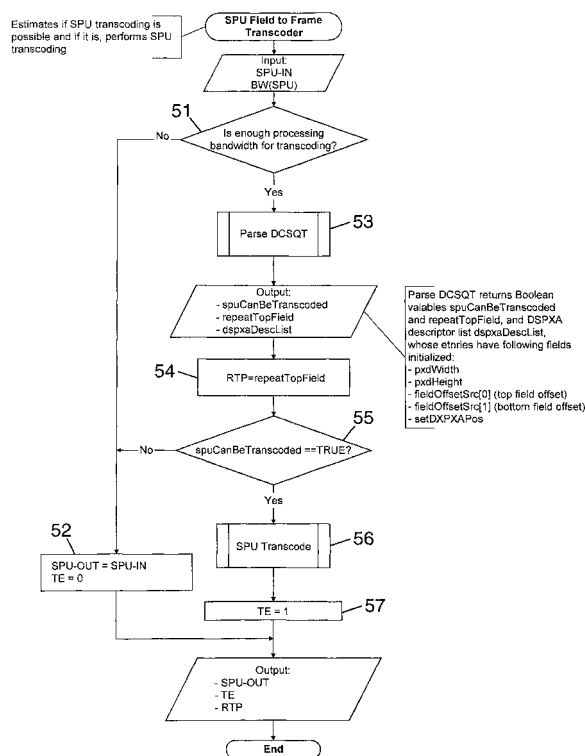 Estimates if SPU transcoding is
possible and if it is, performs SPU
transcoding
SPU Field to Frame
Transcoder
Input:
SPU-IN
BW(SPU)
51
No
Is enough processing
bandwidth for transcoding?
Yes
Parse DCSQT
53
Output:
- spuCanBeTranscoded
- repeatTopField
- dspxaDescList
Parse DCSQT returns Boolean
vaiables spuCanBeTranscoded
and repeatTopField, and DSPXA
descriptor list dspxaDescList,
whose etnries have following fields
initialized:
- pxdWidth
- pxdHeight
- fieldOffsetSrc[0] (top field offset)
- fieldOffsetSrc[1] (bottom field offset)
- setDXPXAPos
54
RTP=repeatTopField
55
No
spuCanBeTranscoded ==TRUE?
Yes
52
SPU Transcode
56
SPU-OUT = SPU-IN
TE = 0
TE = 1
57
Output:
- SPU-OUT
- TE
- RTP
End